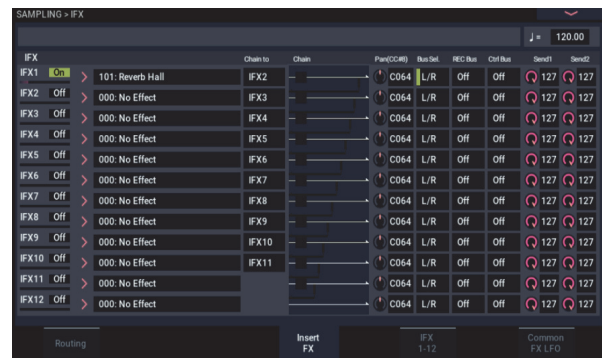 SAMPLING > IFX
♩ = 120.00
IFX Chain to Chain Pan(CC#8) Bus Sel. REC Bus Ctrl Bus Send1 Send2
IFX1 On 101: Reverb Hall IFX2 C064 L/R Off Off 127 127
IFX2 Off 000: No Effect IFX3 C064 L/R Off Off 127 127
IFX3 Off 000: No Effect IFX4 C064 L/R Off Off 127 127
IFX4 Off 000: No Effect IFX5 C064 L/R Off Off 127 127
IFX5 Off 000: No Effect IFX6 C064 L/R Off Off 127 127
IFX6 Off 000: No Effect IFX7 C064 L/R Off Off 127 127
IFX7 Off 000: No Effect IFX8 C064 L/R Off Off 127 127
IFX8 Off 000: No Effect IFX9 C064 L/R Off Off 127 127
IFX9 Off 000: No Effect IFX10 C064 L/R Off Off 127 127
IFX10 Off 000: No Effect IFX11 C064 L/R Off Off 127 127
IFX11 Off 000: No Effect C064 L/R Off Off 127 127
IFX12 Off 000: No Effect C064 L/R Off Off 127 127
Routing Insert IFX Common
FX 1-12 FX LFO